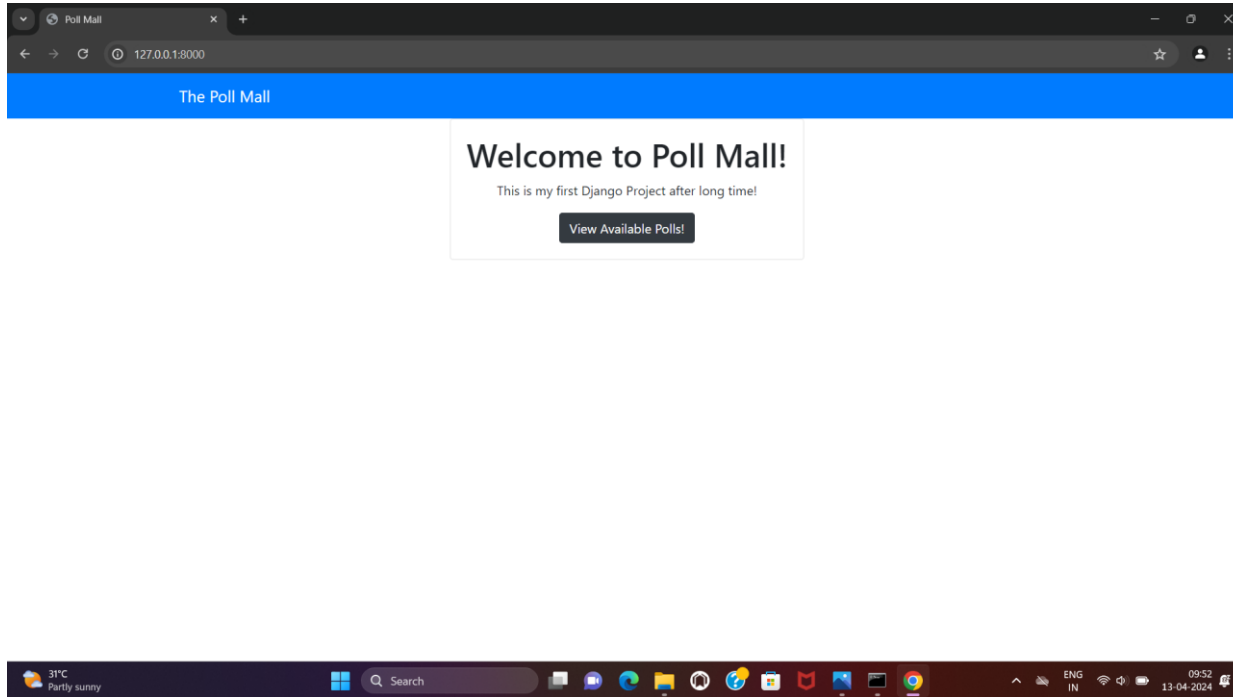 Poll Mall
127.0.0.1:8000
The Poll Mall
Welcome to Poll Mall!
This is my first Django Project after long time!
View Available Polls!
31°C
Partly sunny
Search
ENG
IN
09:52
13-04-2024